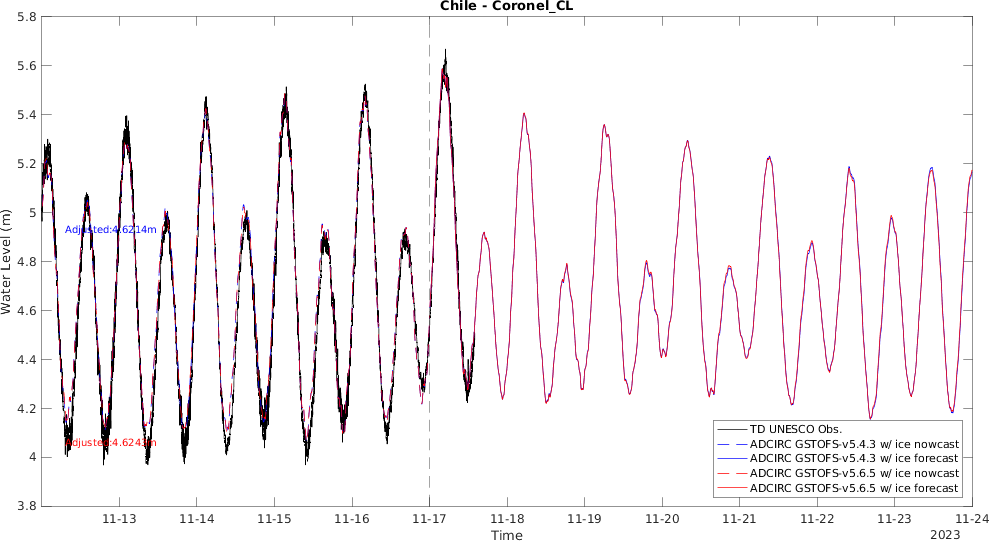 Chile - Coronel_CL
5.8
5.6
5.4
5.2
5
4.8
4.6
4.4
4.2
4
3.8
Water Level (m)
Adjusted:4.6214m
Adjusted:4.6243m
TD UNESCO Obs.
ADCIRC GSTOFS-v5.4.3 w/ ice nowcast
ADCIRC GSTOFS-v5.4.3 w/ ice forecast
ADCIRC GSTOFS-v5.6.5 w/ ice nowcast
ADCIRC GSTOFS-v5.6.5 w/ ice forecast
11-13 11-14 11-15 11-16 11-17 11-18 11-19 11-20 11-21 11-22 11-23 11-24
Time
2023